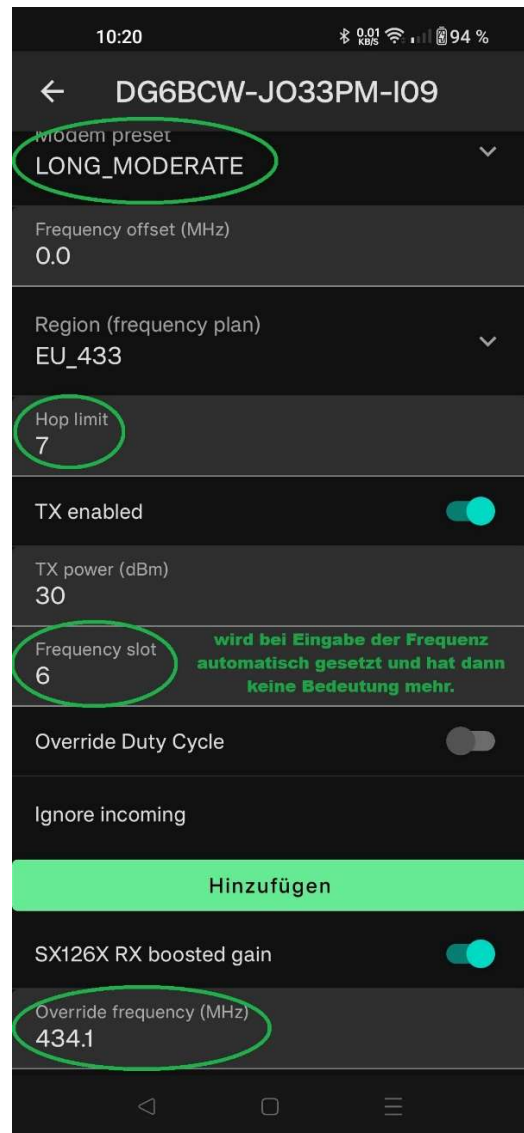 10:20
0.01 KB/S
94 %
DG6BCW-JO33PM-I09
Modem preset
LONG_MODERATE
Frequency offset (MHz)
0.0
Region (frequency plan)
EU_433
Hop limit
7
TX enabled
TX power (dBm)
30
Frequency slot
6
wird bei Eingabe der Frequenz
automatisch gesetzt und hat dann
keine Bedeutung mehr.
Override Duty Cycle
Ignore incoming
Hinzufügen
SX126X RX boosted gain
Override frequency (MHz)
434.1